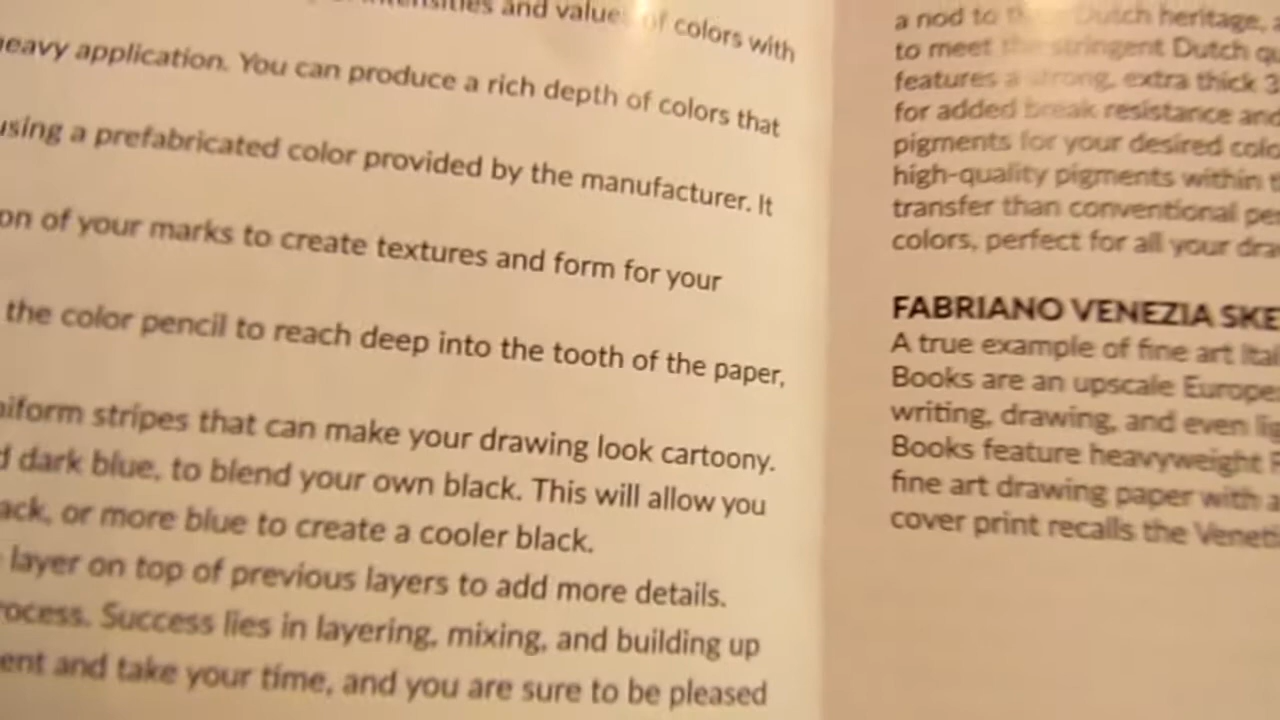 and values of colors with
heavy application. You can produce a rich depth of colors that
using a prefabricated color provided by the manufacturer. It
on of your marks to create textures and form for your
the color pencil to reach deep into the tooth of the paper,
niform stripes that can make your drawing look cartoony.
d dark blue, to blend your own black. This will allow you
ack, or more blue to create a cooler black.
layer on top of previous layers to add more details.
rocess. Success lies in layering, mixing, and building up
ent and take your time, and you are sure to be pleased
a nod to Dutch heritage,
to meet the stringent Dutch qu
features a strong, extra thick 3
for added break resistance and
pigments for your desired colo
high-quality pigments within t
transfer than conventional pe
colors, perfect for all your dra
FABRIANO VENEZIA SKE
A true example of fine art Ital
Books are an upscale Europe
writing, drawing, and even lig
Books feature heavyweight F
fine art drawing paper with a
cover print recalls the Veneti